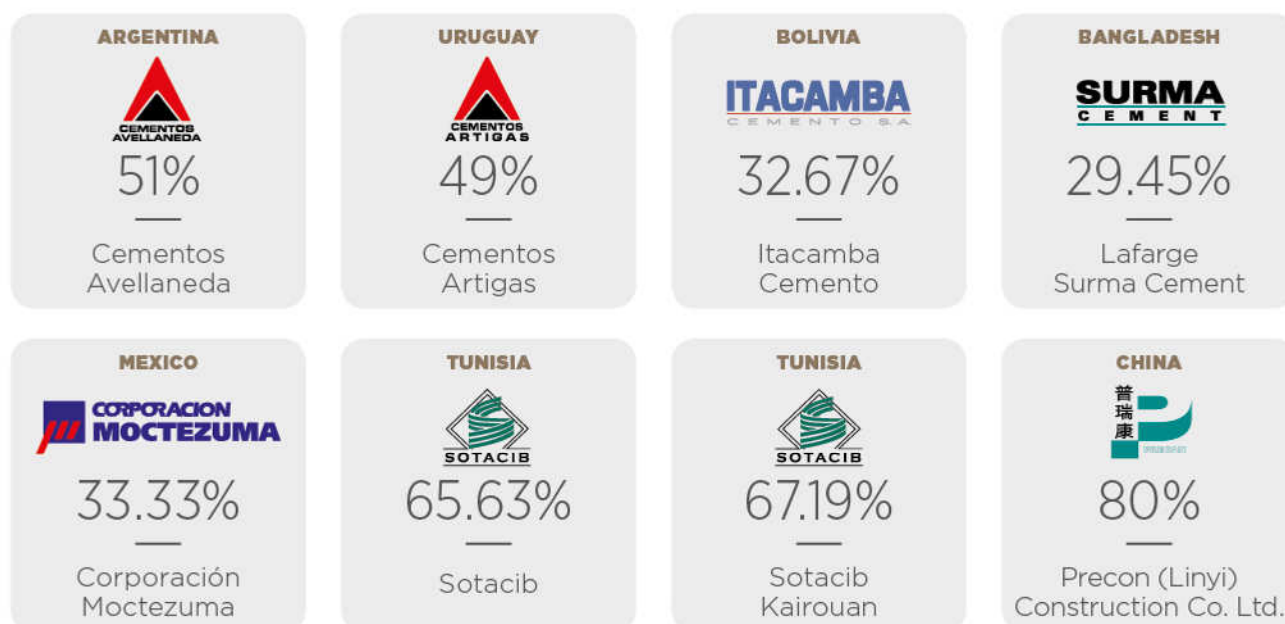 ARGENTINA
CEMENTOS
AVELLANEDA
51%
Cementos
Avellaneda
URUGUAY
CEMENTOS
ARTIGAS
49%
Cementos
Artigas
BOLIVIA
ITACAMBA
CEMENTO S.A
32.67%
Itacamba
Cemento
BANGLADESH
SURMA
CEMENT
29.45%
Lafarge
Surma Cement
MEXICO
CORPORACION
MOCTEZUMA
33.33%
Corporación
Moctezuma
TUNISIA
SOTACIB
65.63%
Sotacib
TUNISIA
SOTACIB
67.19%
Sotacib
Kairouan
CHINA
普瑞康
80%
Precon (Linyi)
Construction Co. Ltd.